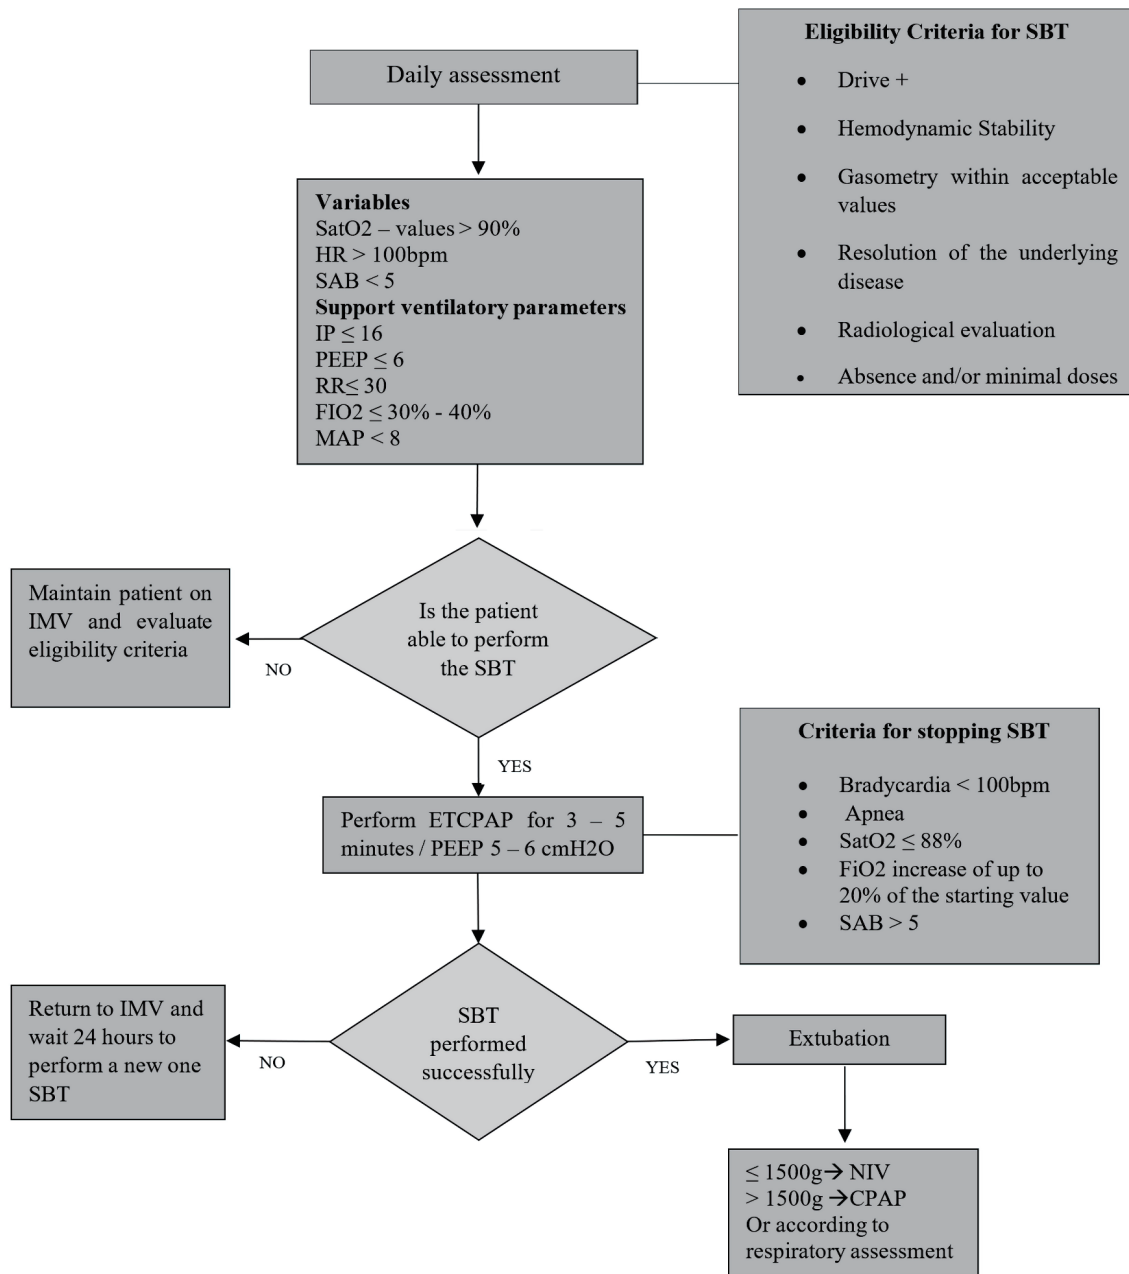 Daily assessment
Eligibility Criteria for SBT
• Drive +
• Hemodynamic Stability
• Gasometry within acceptable
values
• Resolution of the underlying
disease
• Radiological evaluation
• Absence and/or minimal doses
Variables
SatO2 – values > 90%
HR > 100bpm
SAB < 5
Support ventilatory parameters
IP ≤ 16
PEEP ≤ 6
RR≤ 30
FIO2 ≤ 30% - 40%
MAP < 8
Is the patient
able to perform
the SBT
NO
Maintain patient on
IMV and evaluate
eligibility criteria
YES
Perform ETCPAP for 3 – 5
minutes / PEEP 5 – 6 cmH2O
Criteria for stopping SBT
• Bradycardia < 100bpm
• Apnea
• SatO2 ≤ 88%
• FiO2 increase of up to
20% of the starting value
• SAB > 5
SBT
performed
successfully
NO
Return to IMV and
wait 24 hours to
perform a new one
SBT
YES
Extubation
≤ 1500g→ NIV
> 1500g →CPAP
Or according to
respiratory assessment